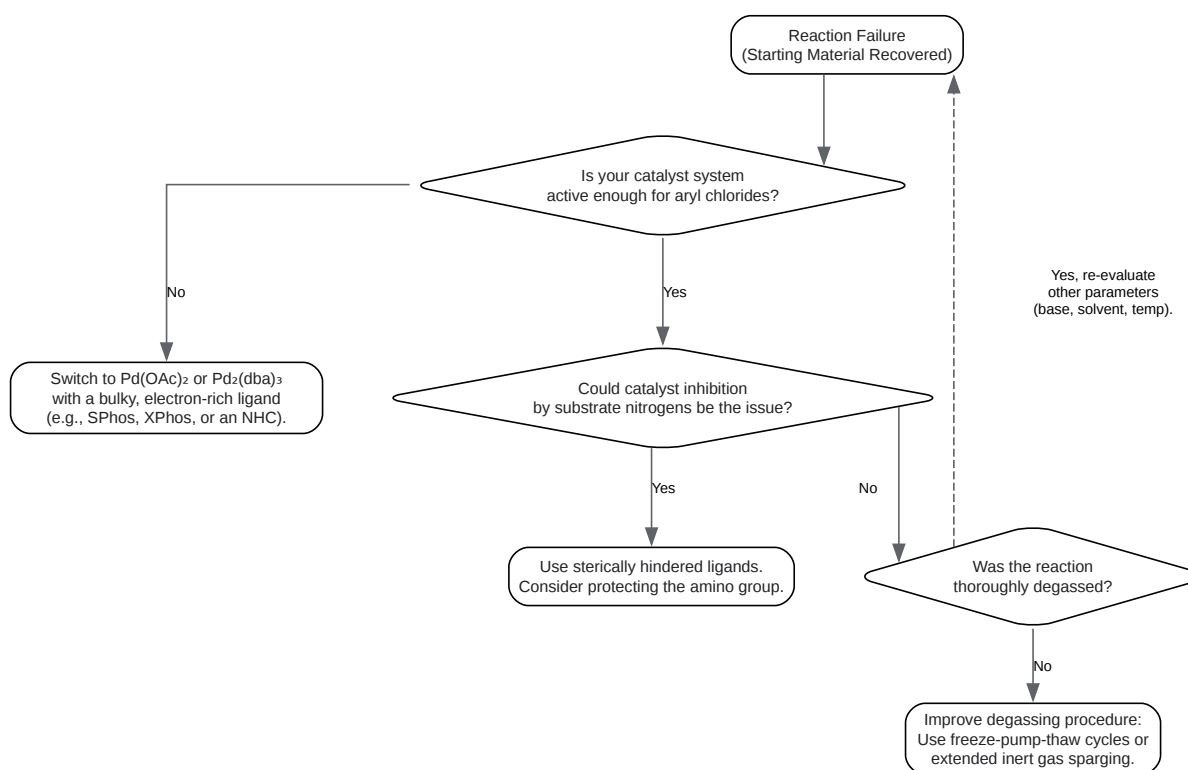 Reaction Failure
(Starting Material Recovered)
Is your catalyst system
active enough for aryl chlorides?
No
Yes
Yes, re-evaluate
other parameters
(base, solvent, temp).
Switch to Pd(OAc)₂ or Pd₂(dba)₃
with a bulky, electron-rich ligand
(e.g., SPhos, XPhos, or an NHC).
Could catalyst inhibition
by substrate nitrogens be the issue?
Yes
No
Use sterically hindered ligands.
Consider protecting the amino group.
Was the reaction
thoroughly degassed?
No
Improve degassing procedure:
Use freeze-pump-thaw cycles or
extended inert gas sparging.